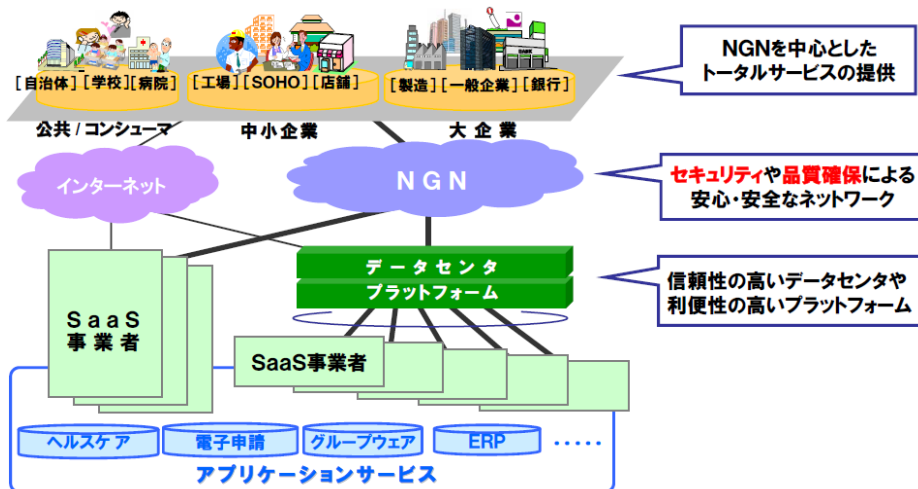 NGNを中心とした
トータルサービスの提供
[自治体] [学校] [病院]
[工場] [SOHO] [店舗]
[製造] [一般企業] [銀行]
公共/コンシューマ
中小企業
大企業
インターネット
NGN
セキュリティや品質確保による
安心・安全なネットワーク
データセンタ
プラットフォーム
信頼性の高いデータセンタや
利便性の高いプラットフォーム
SaaS
事業者
SaaS事業者
ヘルスケア
電子申請
グループウェア
ERP
.....
アプリケーションサービス